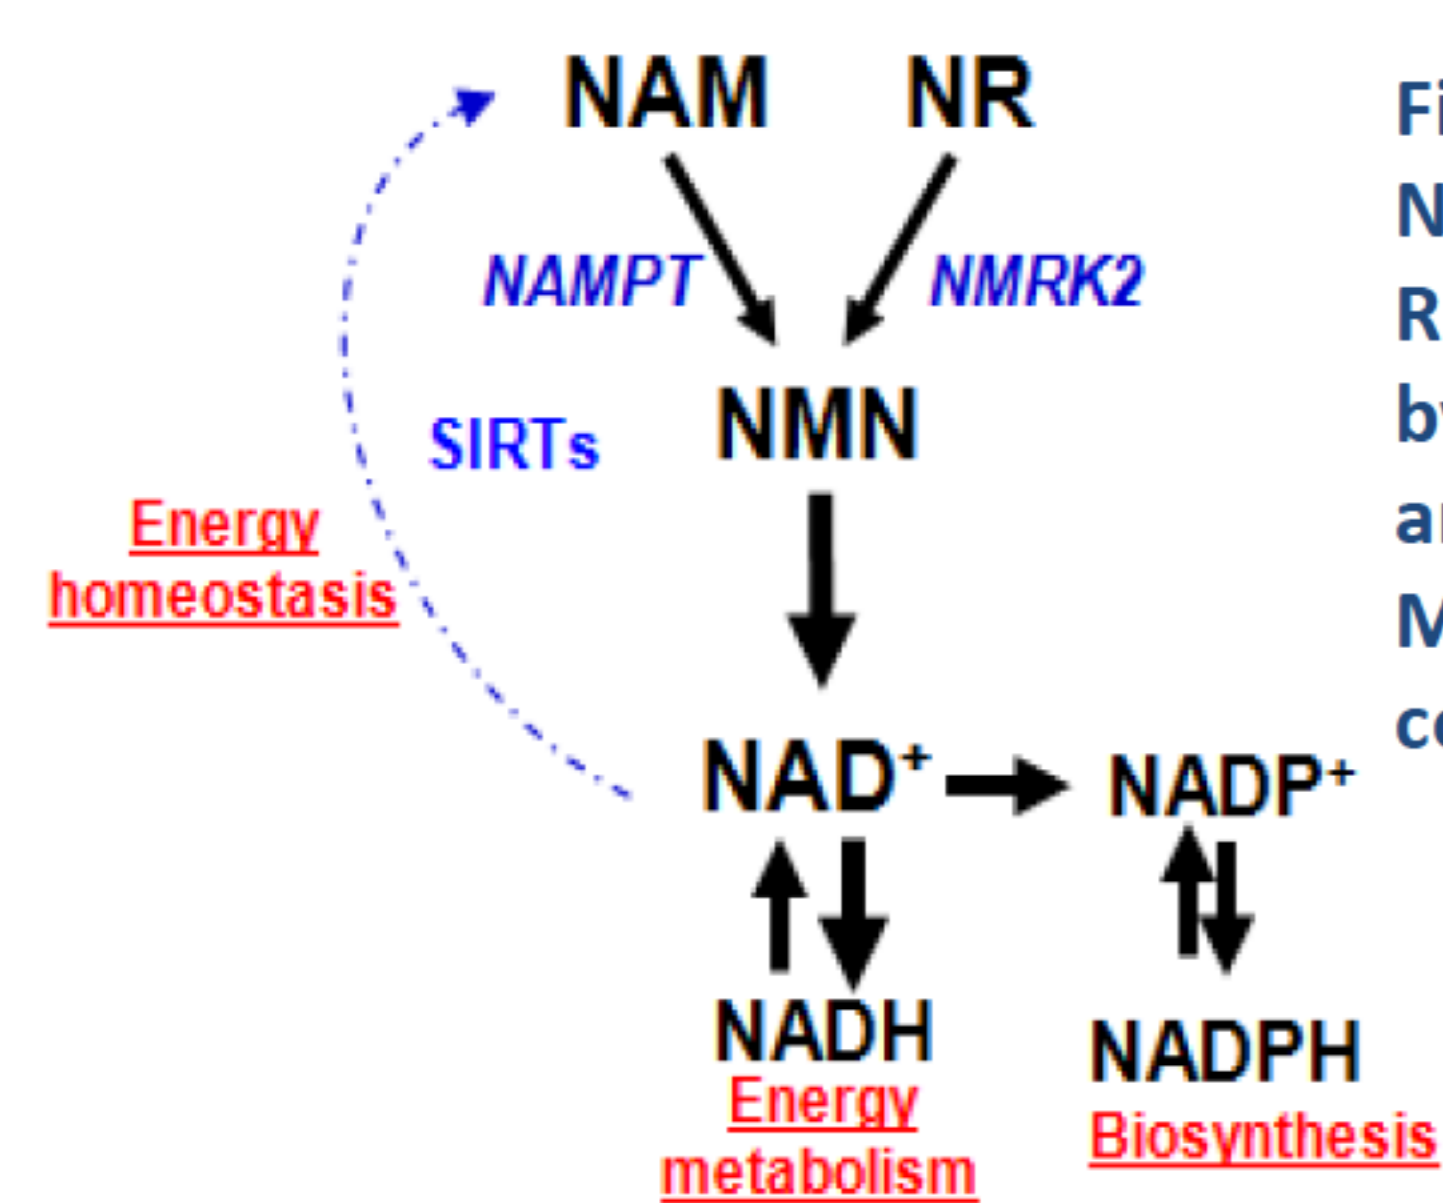 NAM NR
NAMPT NMRK2
NMN
SIRTs
Energy
homeostasis
NAD⁺ NADP⁺
NADH NADPH
Energy
metabolism
Biosynthesis